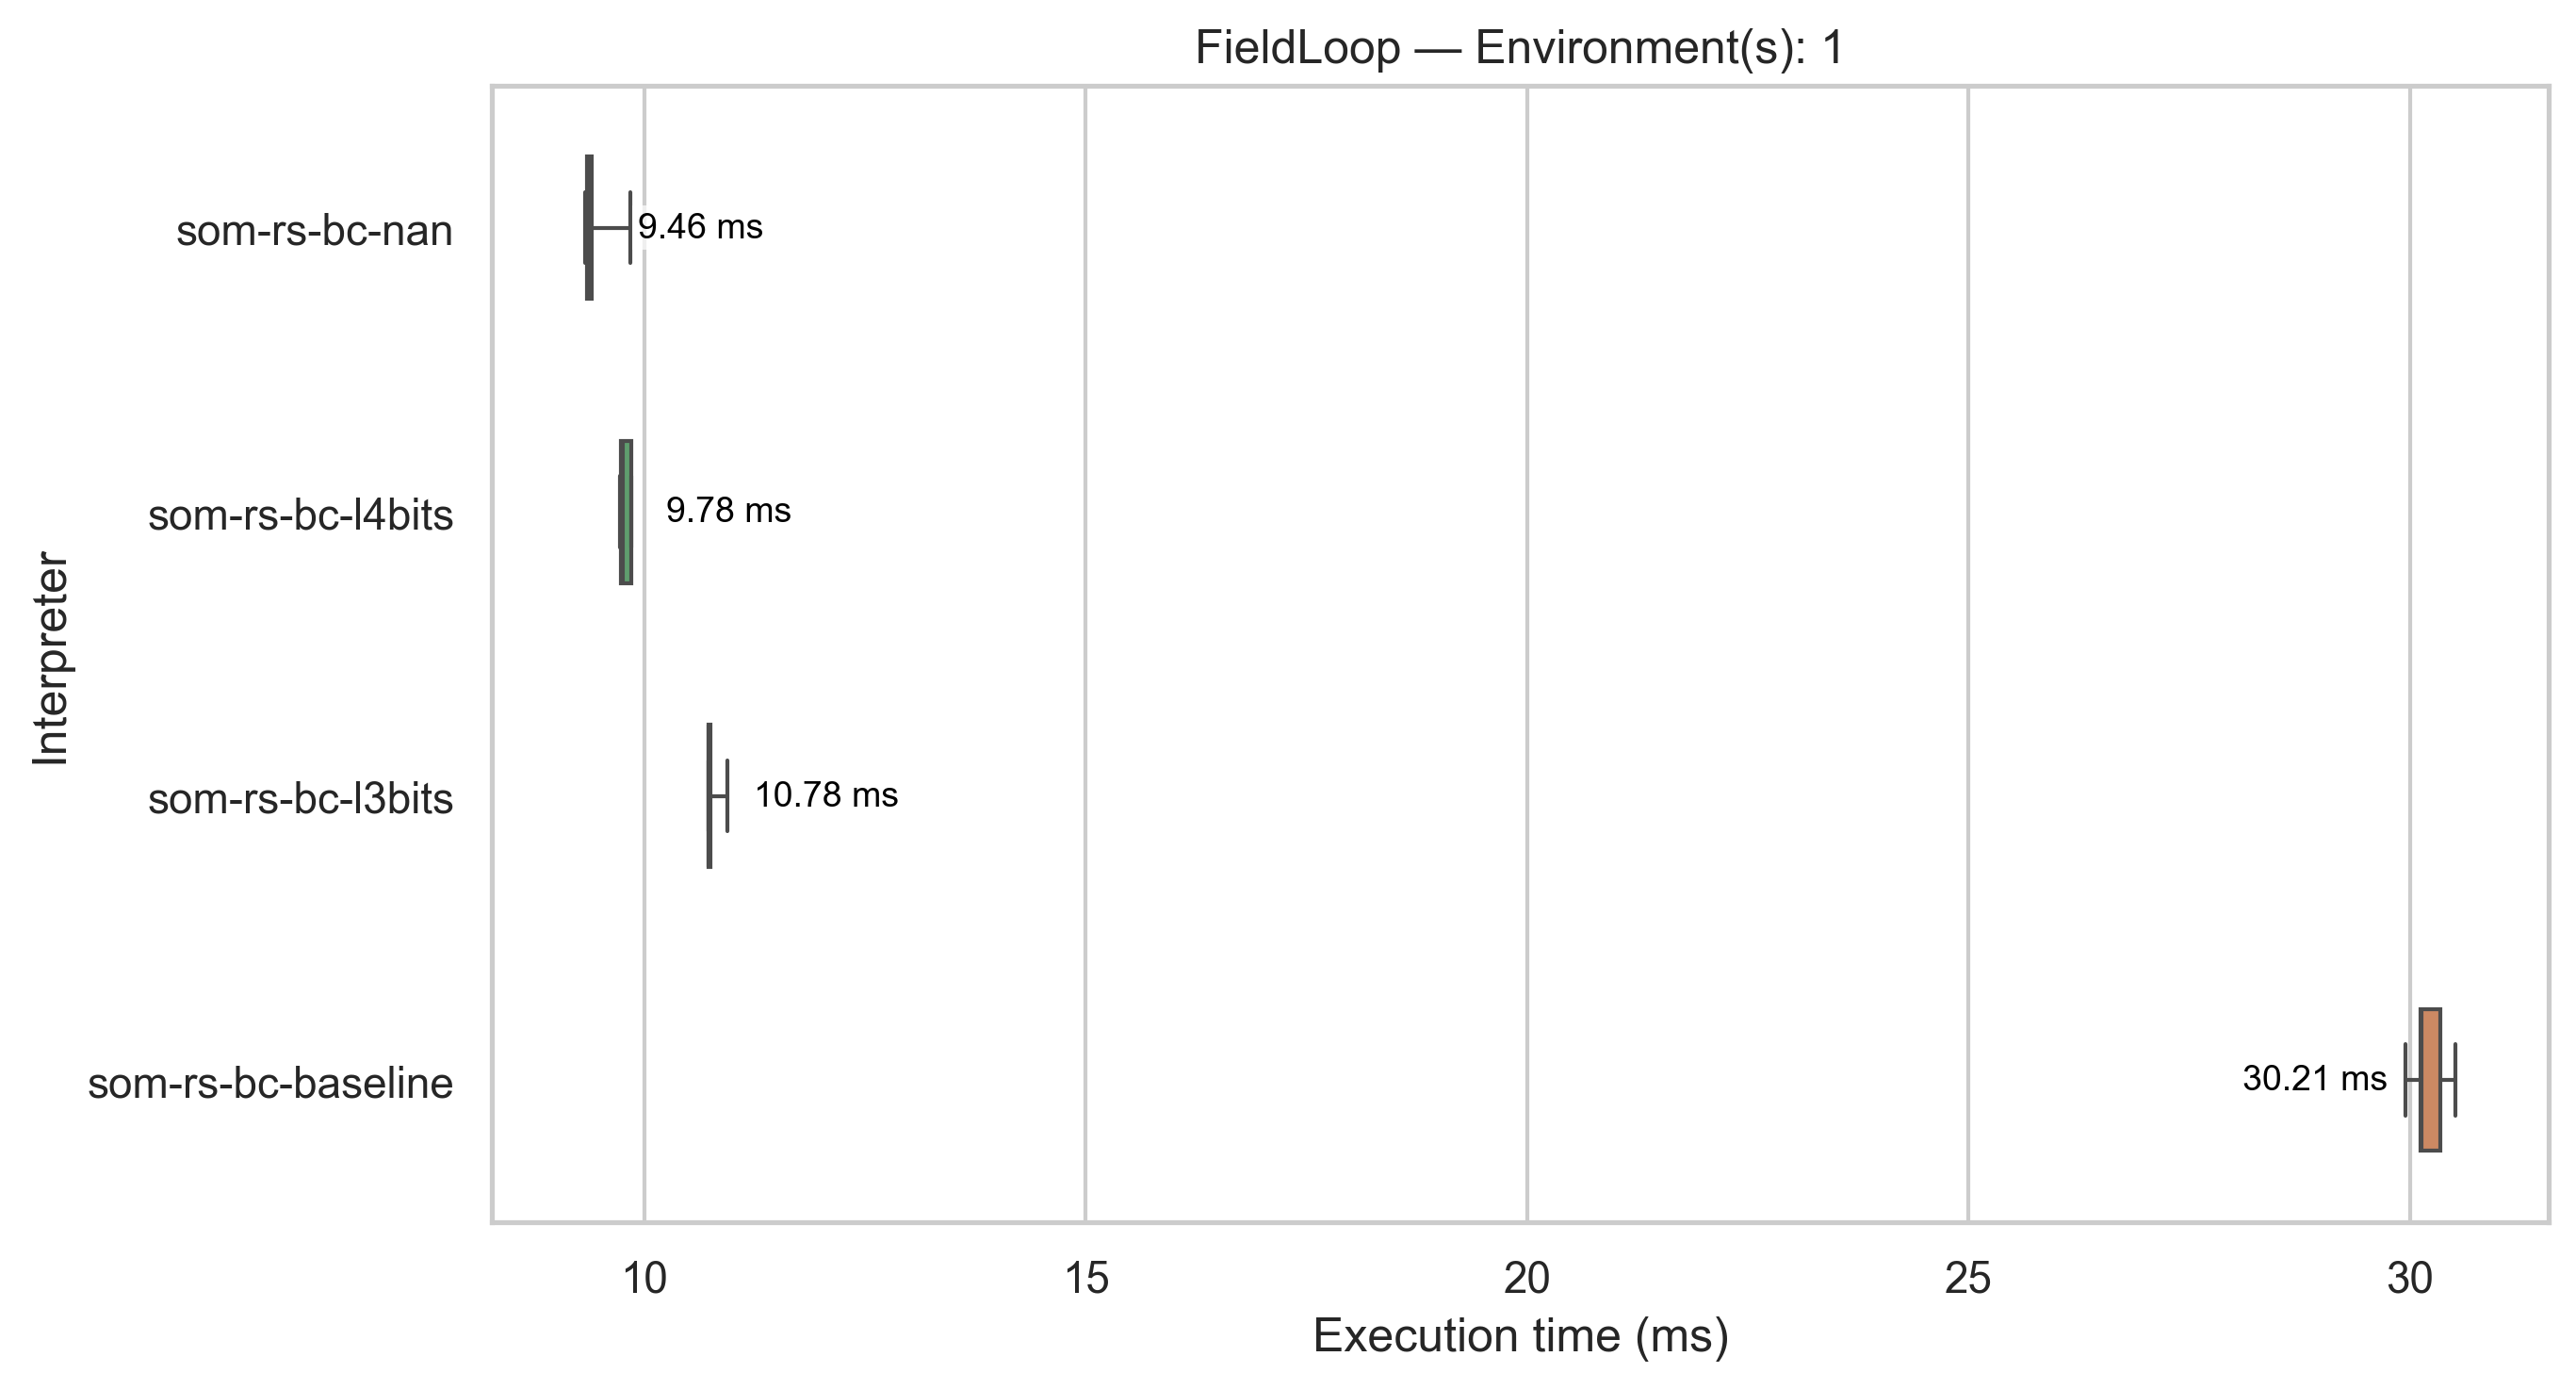 FieldLoop — Environment(s): 1
som-rs-bc-nan
9.46 ms
som-rs-bc-l4bits
9.78 ms
som-rs-bc-l3bits
10.78 ms
som-rs-bc-baseline
30.21 ms
Interpreter
10 15 20 25 30
Execution time (ms)